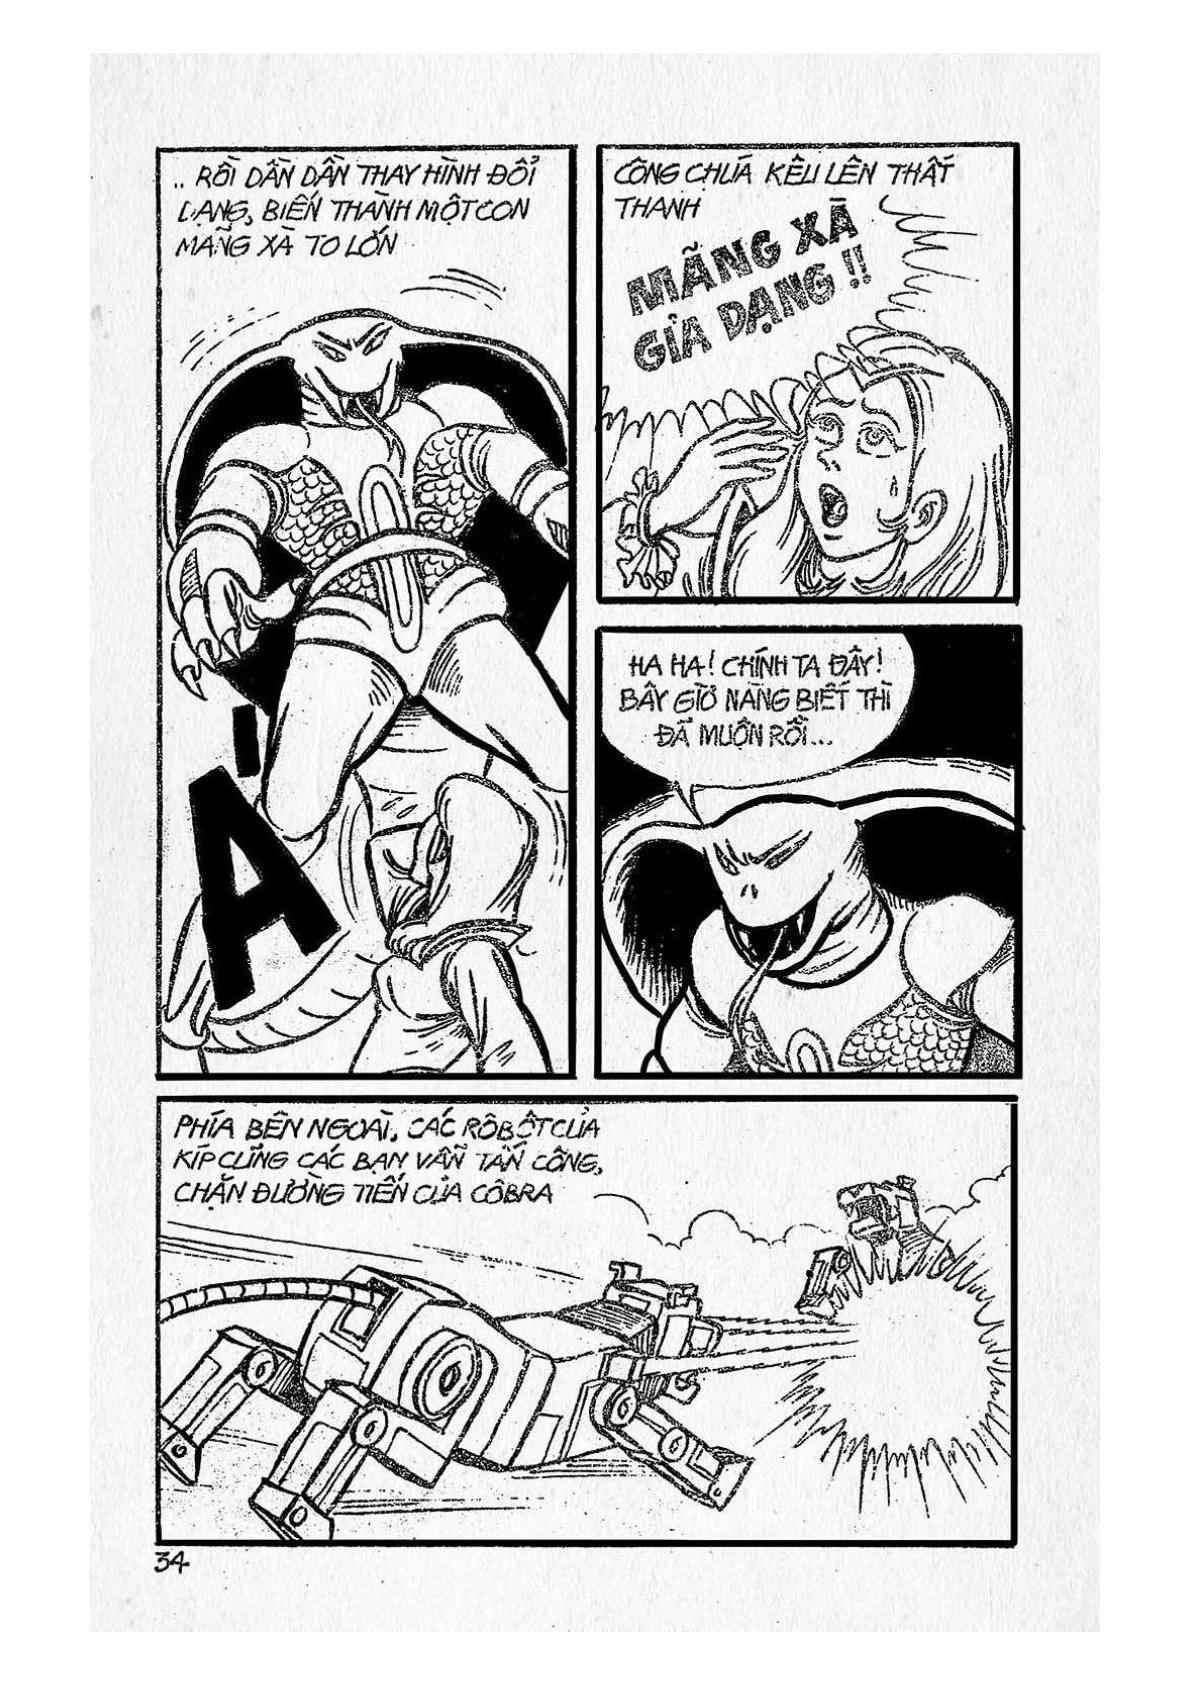 .. RỒI DẦN DẦN THAY HÌNH ĐỔI
DẠNG, BIẾN THÀNH MỘT CON
MÃNG XÀ TO LỚN
Á
CÔNG CHÚA KÊU LÊN THẤT
THANH
MÃNG XÀ
GIẢ DẠNG !!
HA HA! CHÍNH TA ĐÂY!
BÂY GIỜ NÀNG BIẾT THÌ
ĐÃ MUỘN RỒI...
PHÍA BÊN NGOÀI, CÁC RÔBỐT CỦA
KÍP CÙNG CÁC BẠN VẪN TẤN CÔNG,
CHẶN ĐƯỜNG TIẾN CỦA CÔBRA
34